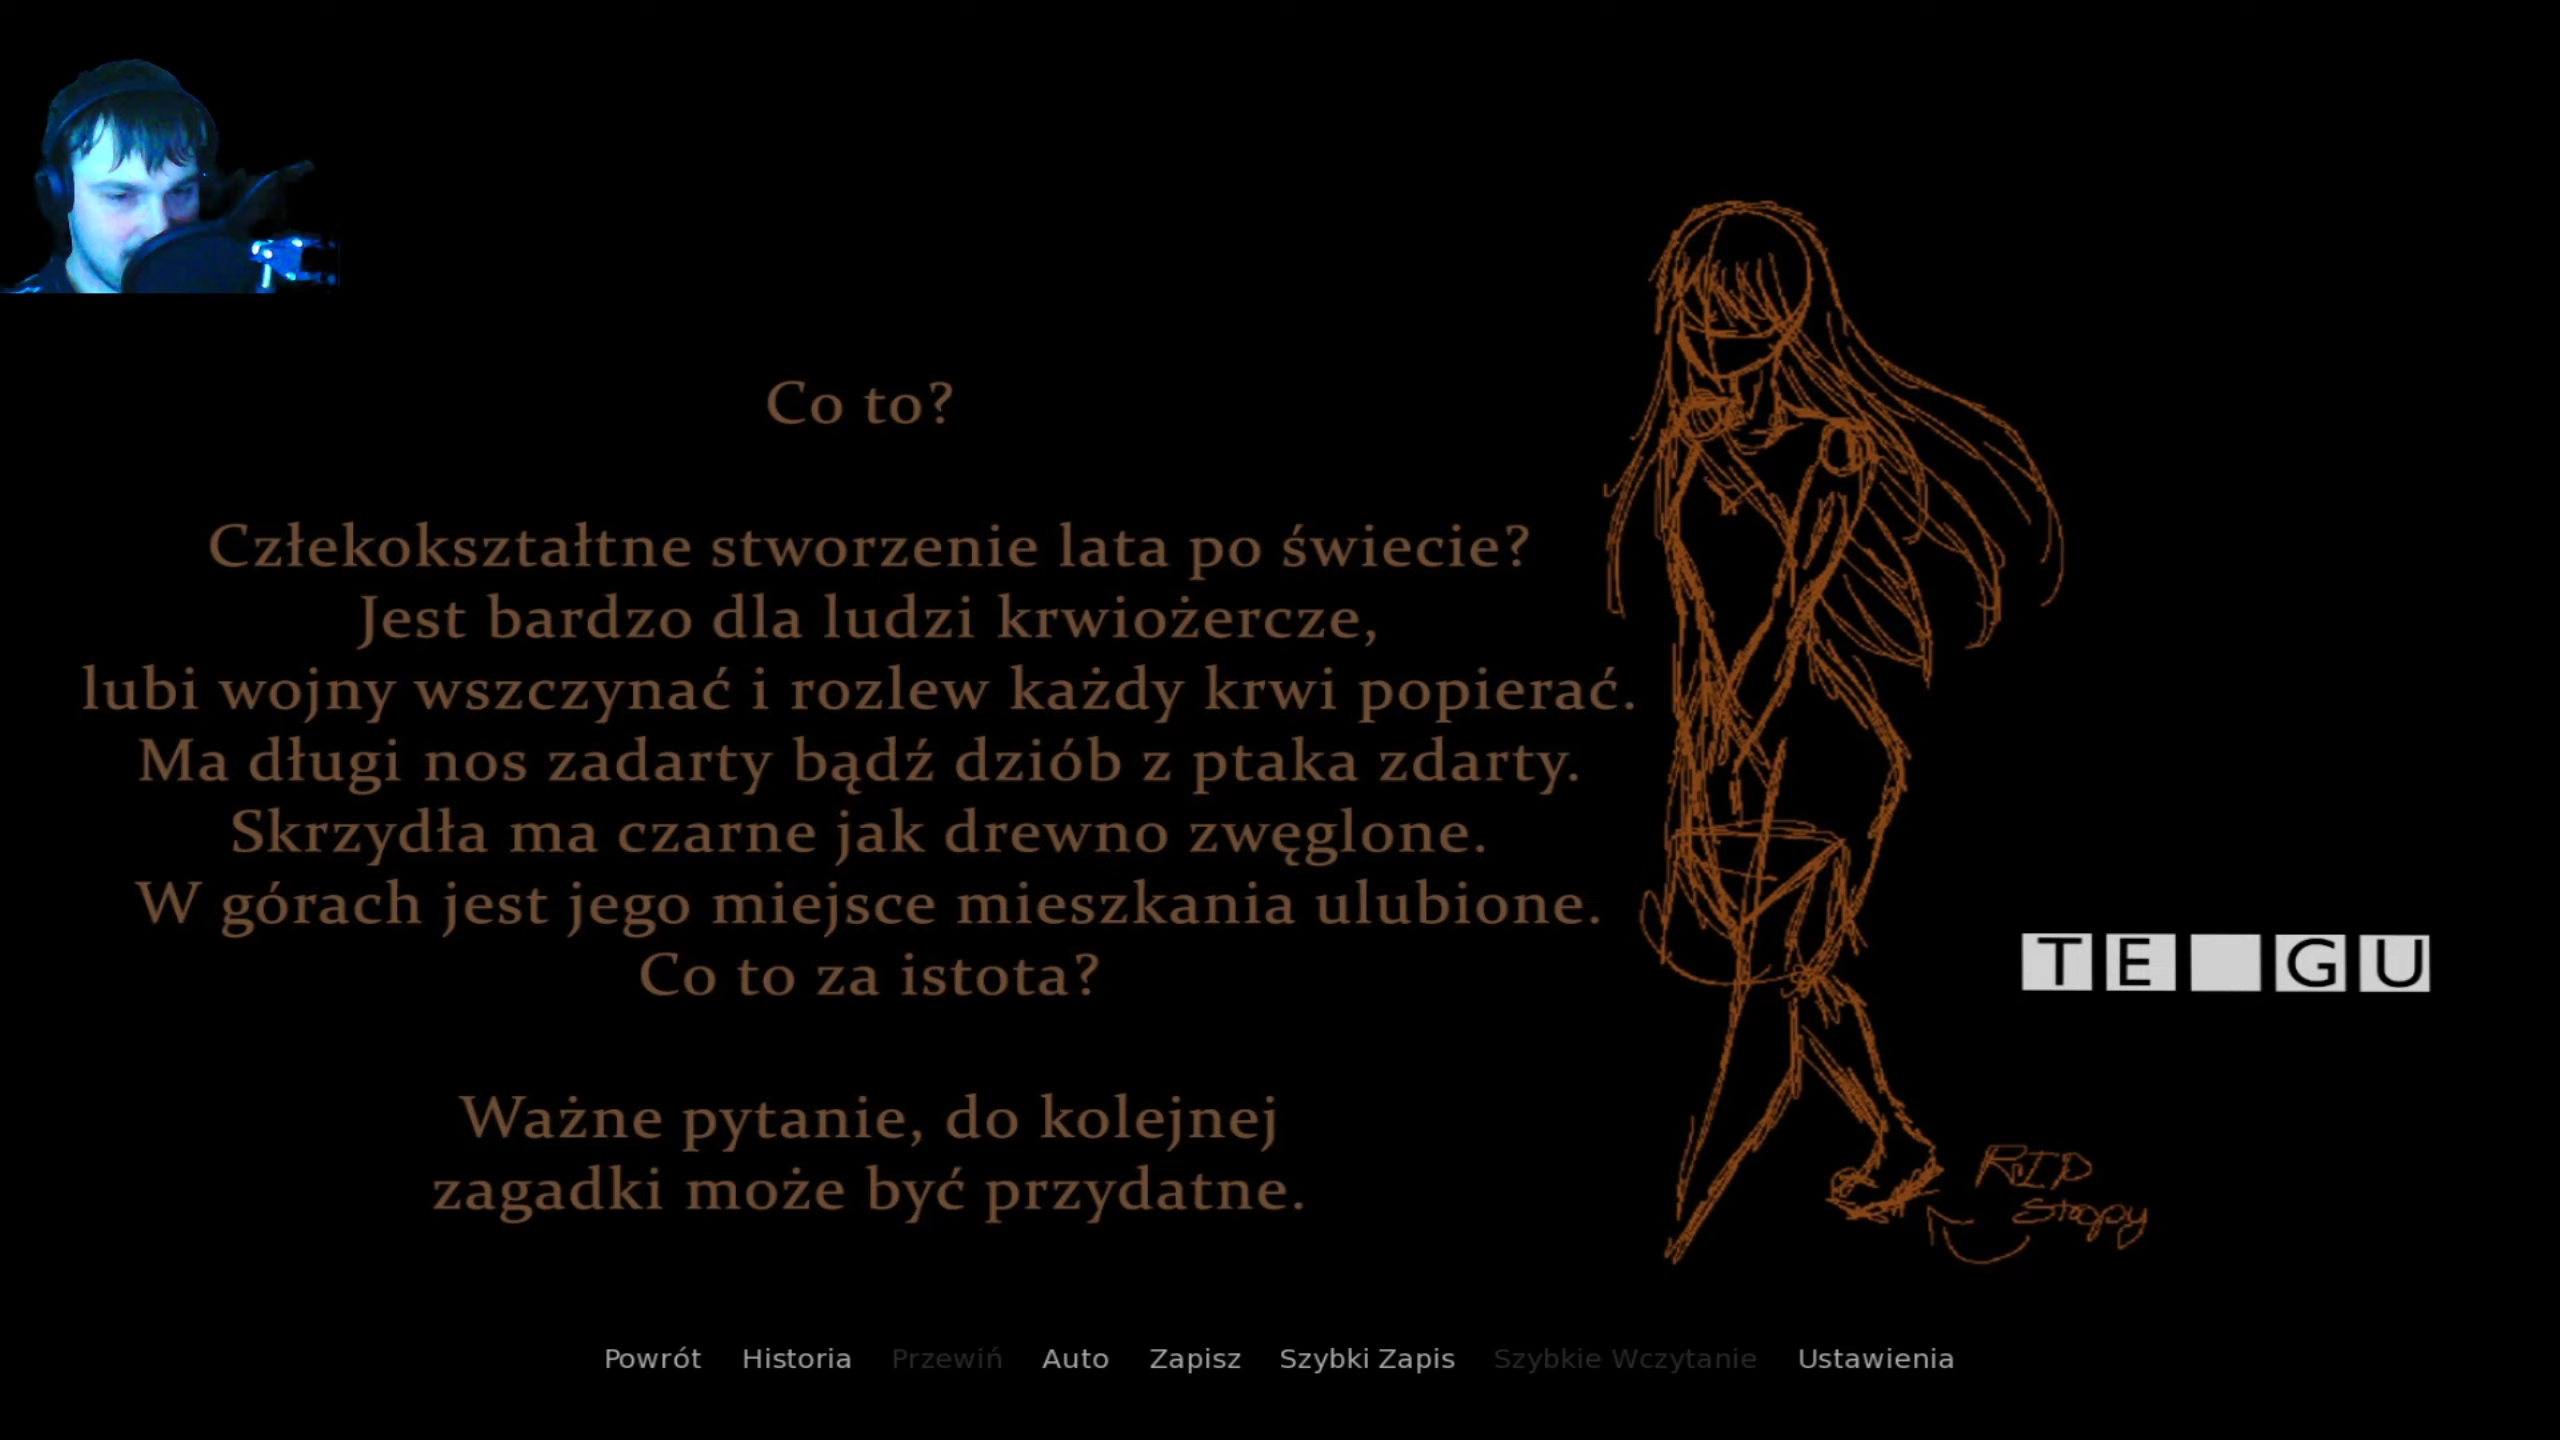 Co to?
Człekokształtne stworzenie lata po świecie?
Jest bardzo dla ludzi krwiożercze,
lubi wojny wszczynać i rozlew każdy krwi popierać.
Ma długi nos zadarty bądź dziób z ptaka zdarty.
Skrzydła ma czarne jak drewno zwęglone.
W górach jest jego miejsce mieszkania ulubione.
Co to za istota?
TE GU
Ważne pytanie, do kolejnej
zagadki może być przydatne.
RIP
Stopy
Powrót Historia Przewiń Auto Zapisz Szybki Zapis Szybkie Wczytanie Ustawienia